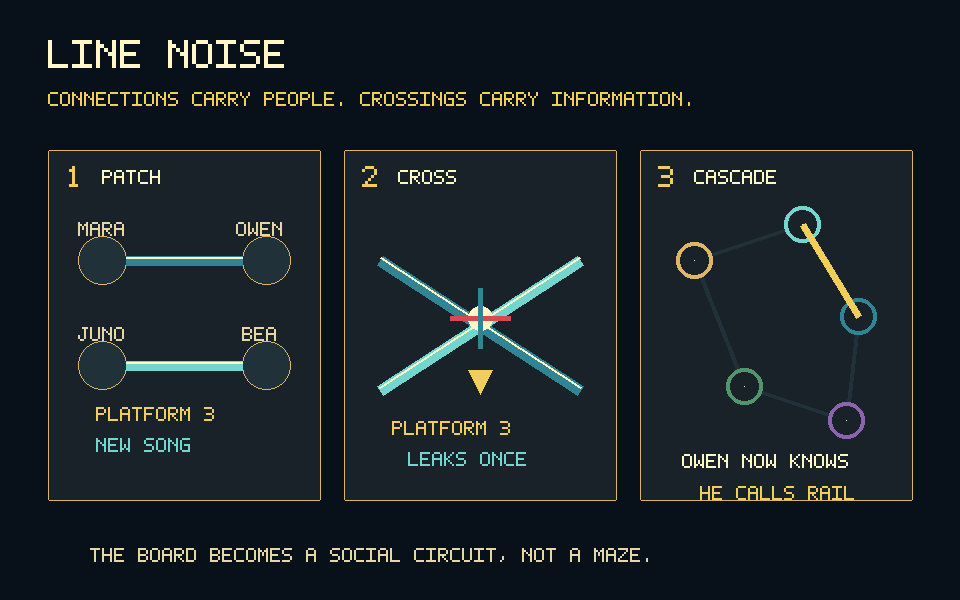 LINE NOISE
CONNECTIONS CARRY PEOPLE. CROSSINGS CARRY INFORMATION.
1 PATCH
MARA OWEN
JUNO BEA
PLATFORM 3
NEW SONG
2 CROSS
PLATFORM 3
LEAKS ONCE
3 CASCADE
OWEN NOW KNOWS
HE CALLS RAIL
THE BOARD BECOMES A SOCIAL CIRCUIT, NOT A MAZE.